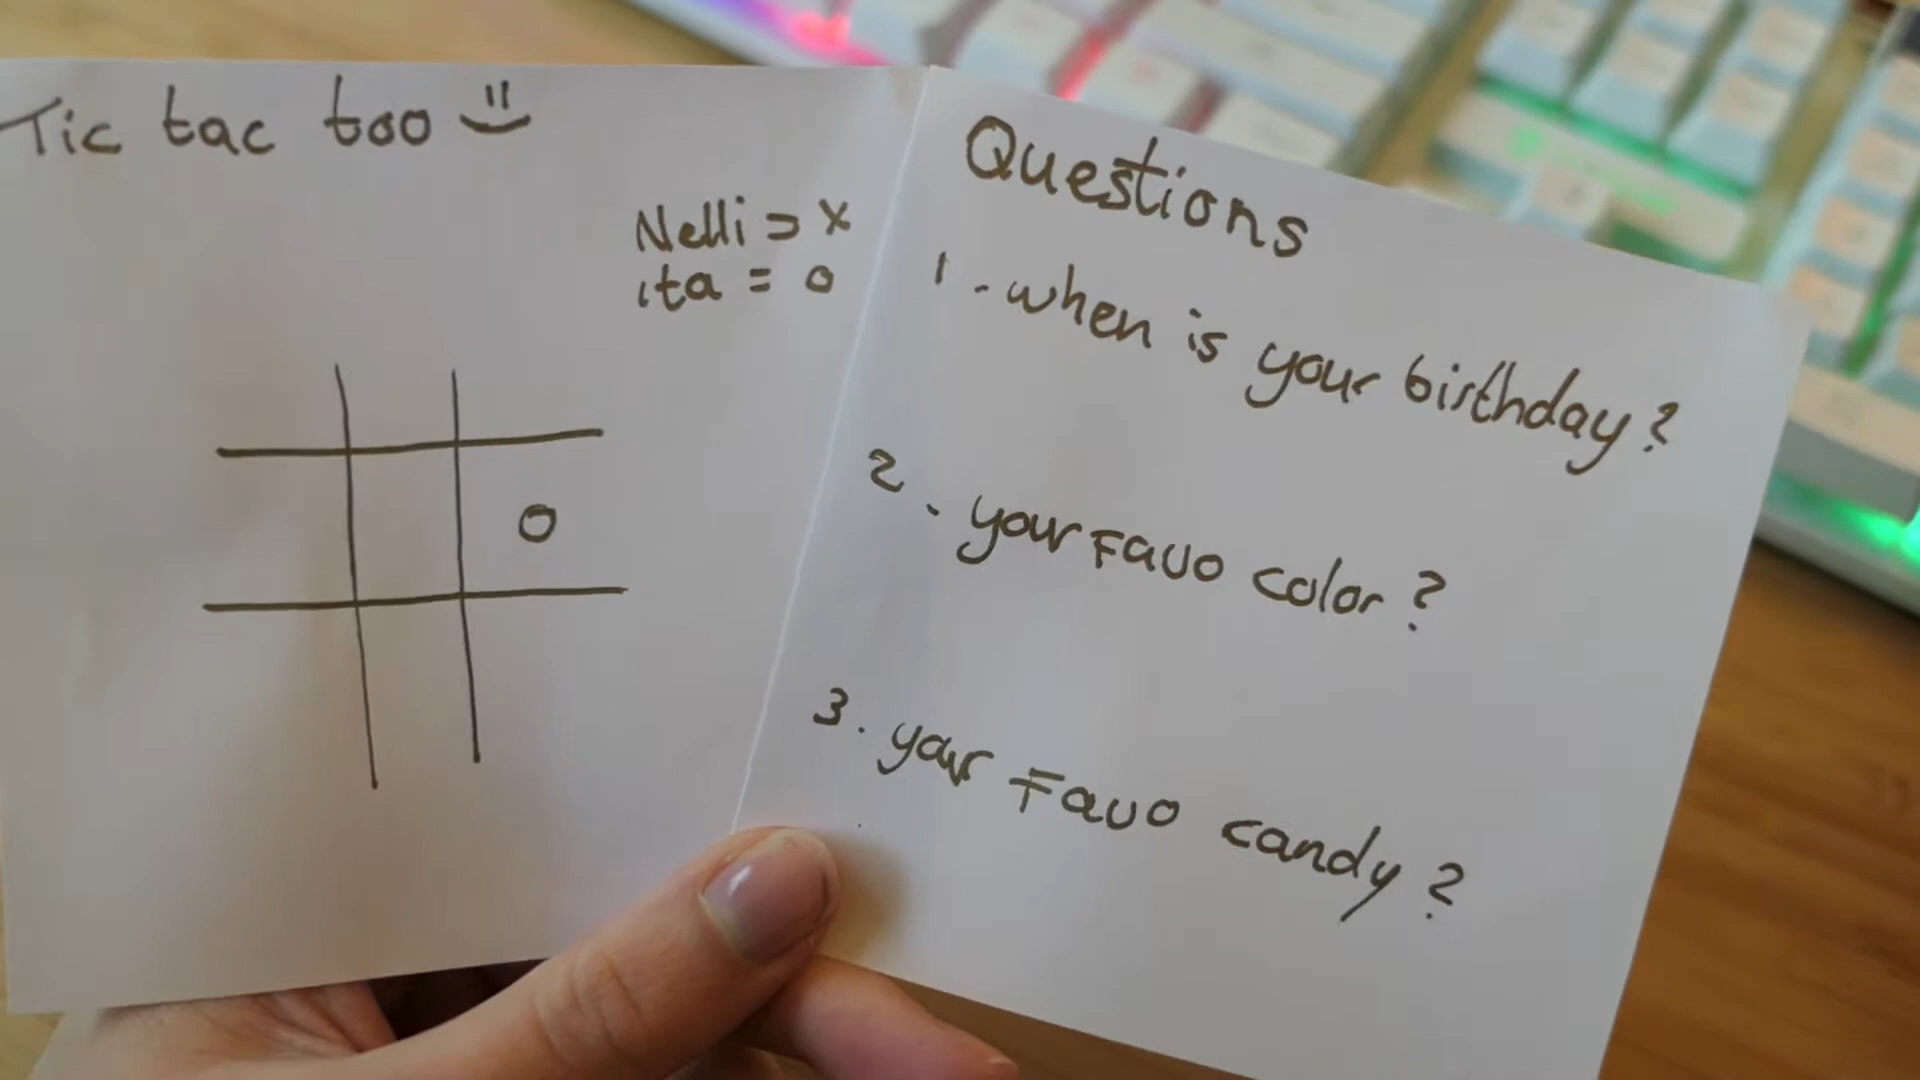 Tic tac too
Nelli = x
ita = o
o
Questions
1. when is your birthday?
2. your Favo color?
3. your Favo candy?